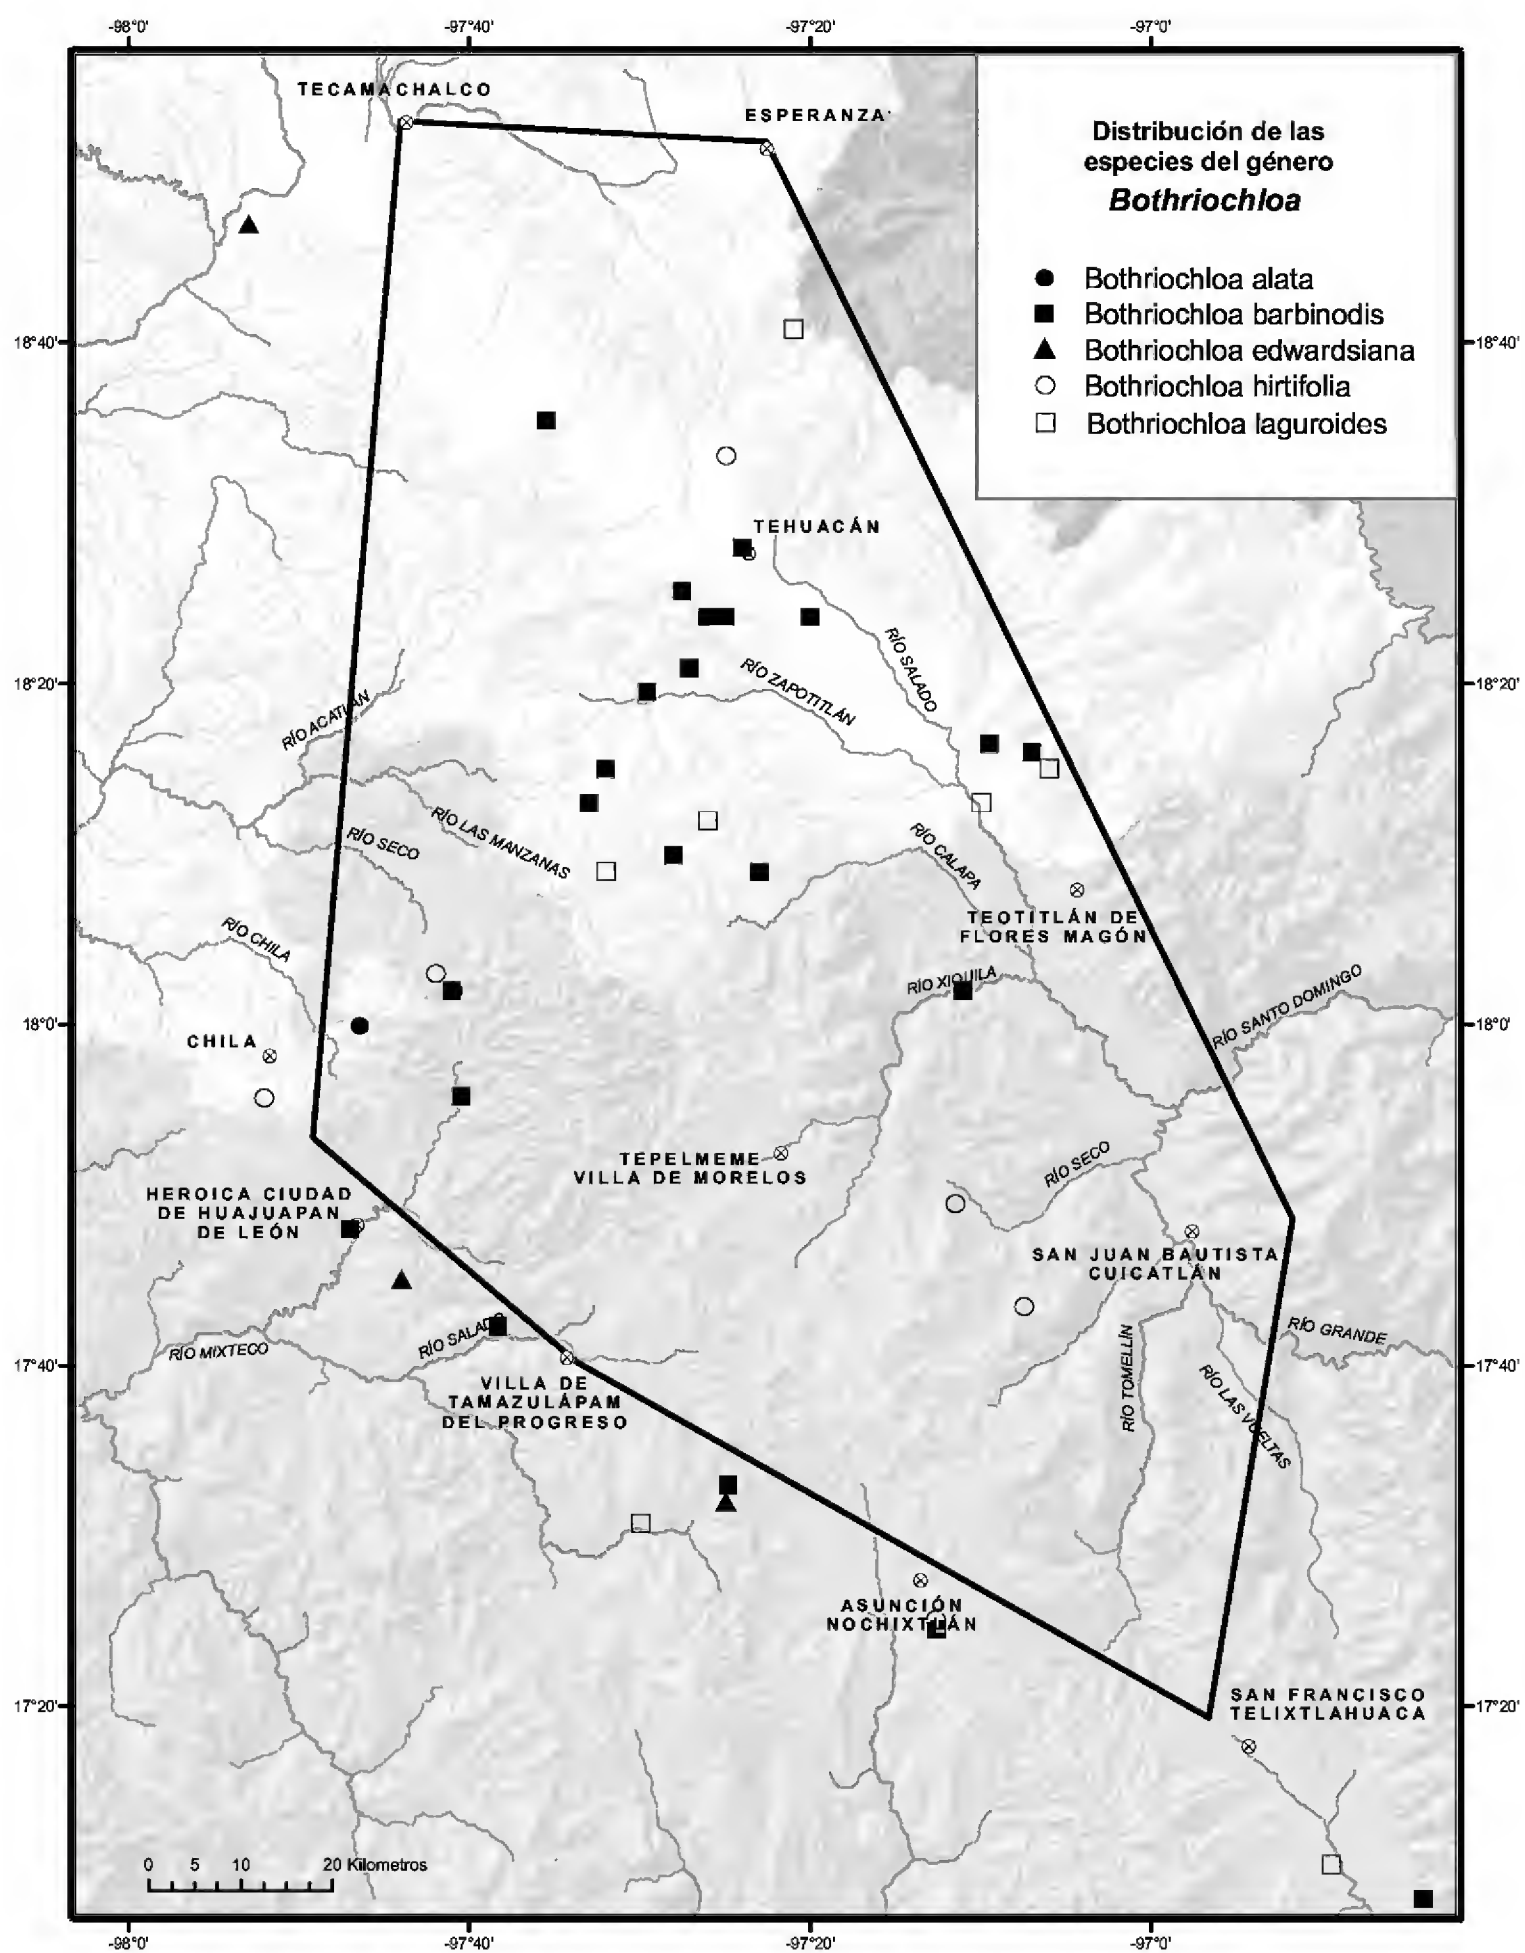 -98°0'
-97°40'
-97°20'
-97°0'
TECAMACHALCO
ESPERANZA
Distribución de las
especies del género
Bothriochloa
Bothriochloa alata
Bothriochloa barbinodis
Bothriochloa edwardsiana
Bothriochloa hirtifolia
Bothriochloa laguroides
18°40'
18°40'
TEHUACÁN
RÍO SALADO
RÍO ZAPOTITLÁN
18°20'
18°20'
RÍO ACATLÁN
RÍO LAS MANZANAS
RÍO SECO
RÍO CALAPA
TEOTITLÁN DE
FLORES MAGÓN
RÍO CHILA
RÍO XIQUILA
RÍO SANTO DOMINGO
18°0'
18°0'
CHILA
TEPELMEME
VILLA DE MORELOS
RÍO SECO
HEROICA CIUDAD
DE HUAJUAPAN
DE LEÓN
SAN JUAN BAUTISTA
CUICATLÁN
RÍO SALADO
RÍO MIXTECO
RÍO GRANDE
17°40'
17°40'
RÍO TOMELLÍN
RÍO LAS VUELTAS
VILLA DE
TAMAZULÁPAM
DEL PROGRESO
ASUNCIÓN
NOCHIXTLÁN
SAN FRANCISCO
TELIXTLAHUACA
17°20'
17°20'
0 5 10 20 Kilometros
-98°0'
-97°40'
-97°20'
-97°0'